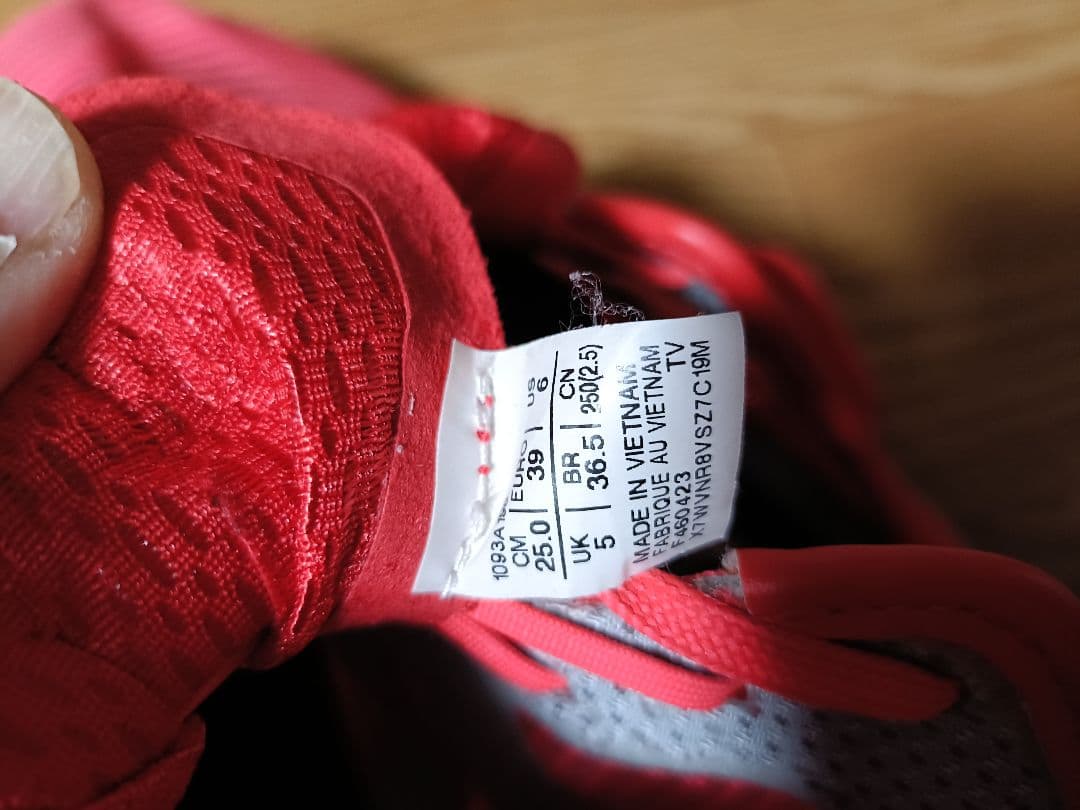 CM | EURO | US
25.0 | 39 | 6
UK | BR | CN
5 | 36.5 | 250(2.5)
MADE IN VIETNAM
FABRIQUE AU VIETNAM
F460423 TV
X7WVNR8VSZ7C19M